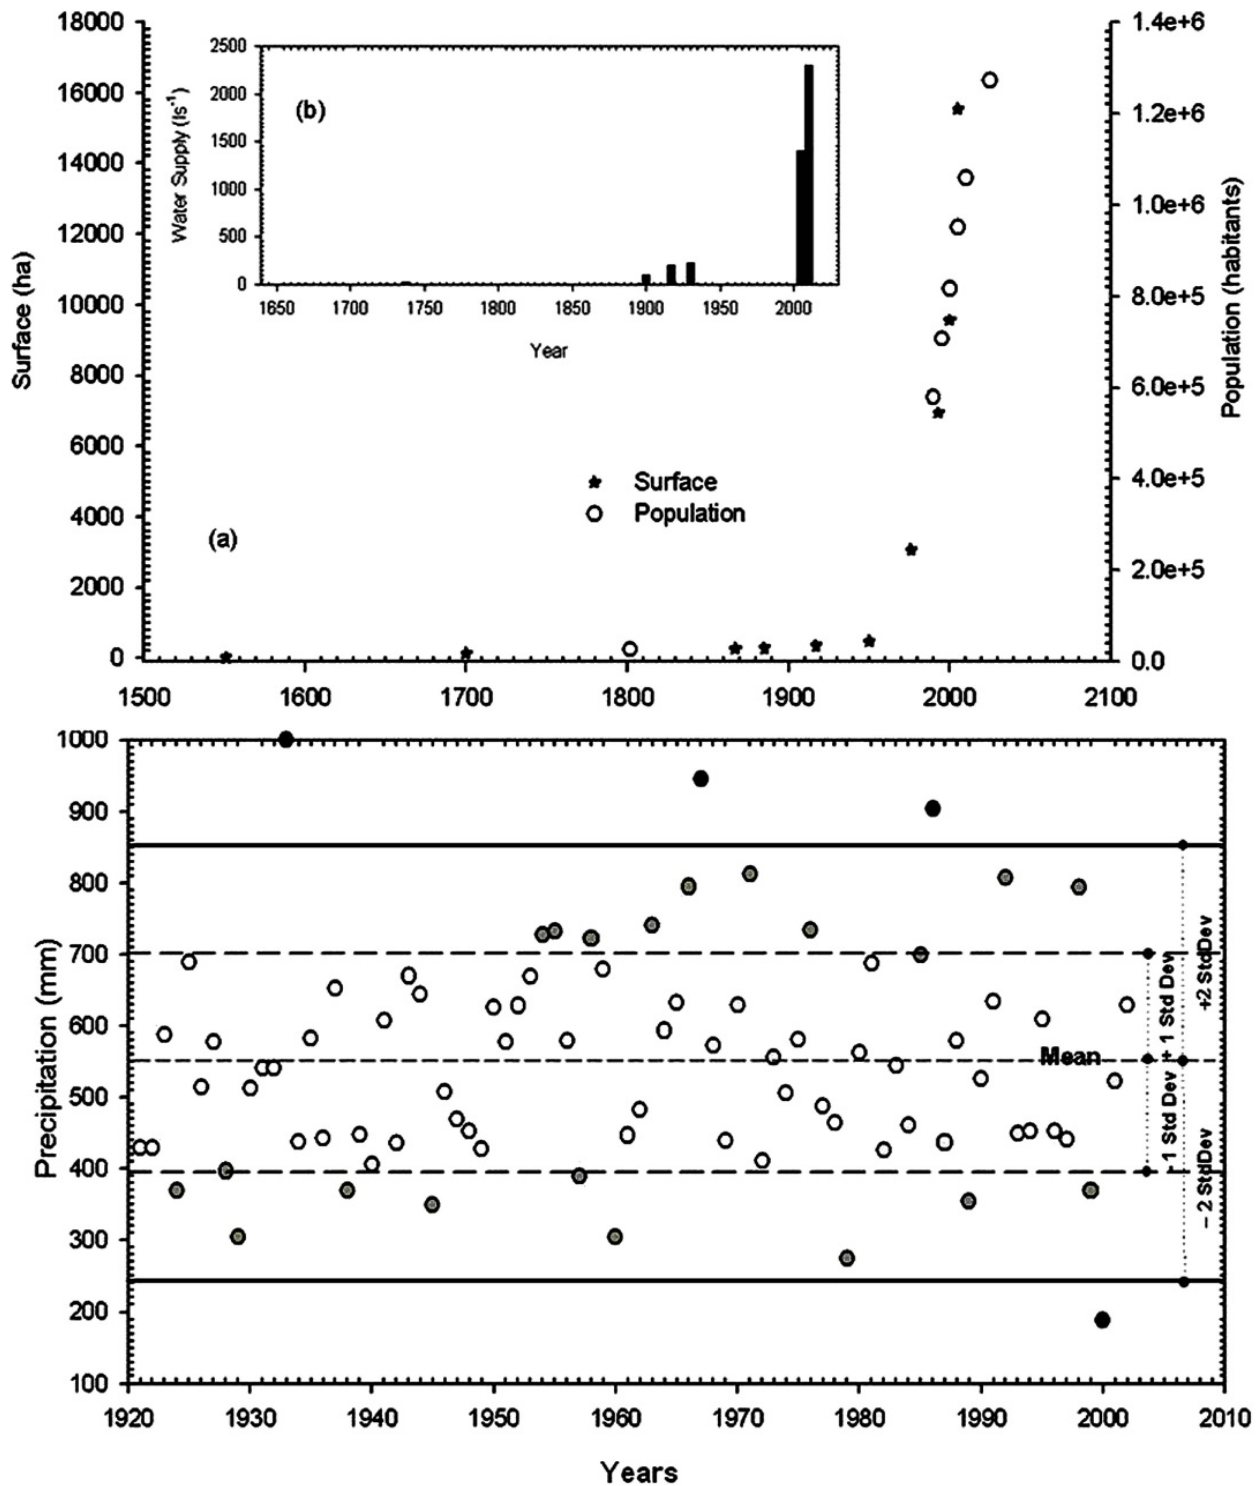 18000
16000
14000
12000
10000
8000
6000
4000
2000
0
Surface (ha)
1.4e+6
1.2e+6
1.0e+6
8.0e+5
6.0e+5
4.0e+5
2.0e+5
0.0
Population (habitants)
2500
2000
1500
1000
500
0
Water Supply (ls⁻¹)
(b)
1650 1700 1750 1800 1850 1900 1950 2000
Year
Surface
Population
(a)
1500 1600 1700 1800 1900 2000 2100
1000
900
800
700
600
500
400
300
200
100
Precipitation (mm)
Mean
-1 Std Dev + 1 Std Dev
- 2 StdDev +2 StdDev
1920 1930 1940 1950 1960 1970 1980 1990 2000 2010
Years